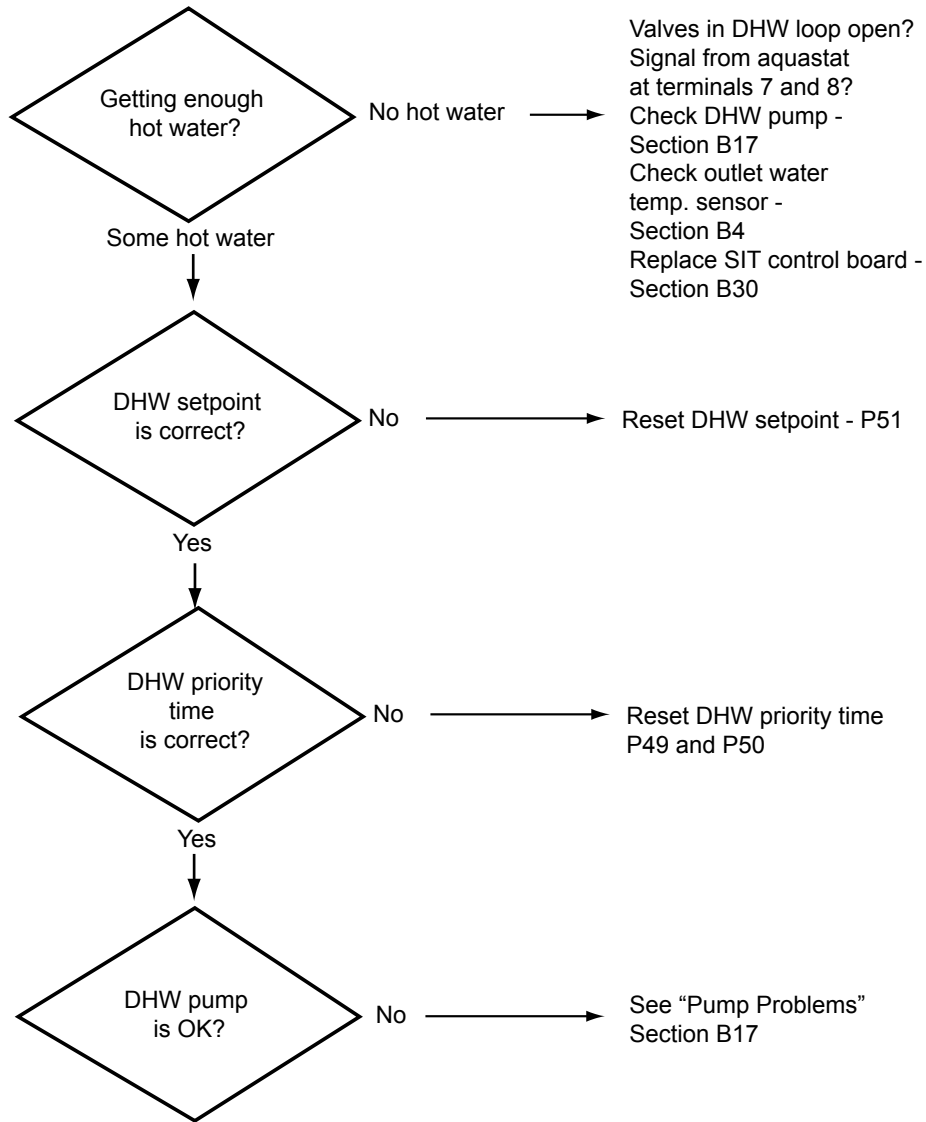 Getting enough
hot water?
No hot water
Valves in DHW loop open?
Signal from aquastat
at terminals 7 and 8?
Check DHW pump -
Section B17
Check outlet water
temp. sensor -
Section B4
Replace SIT control board -
Section B30
Some hot water
DHW setpoint
is correct?
No
Reset DHW setpoint - P51
Yes
DHW priority
time
is correct?
No
Reset DHW priority time
P49 and P50
Yes
DHW pump
is OK?
No
See “Pump Problems”
Section B17